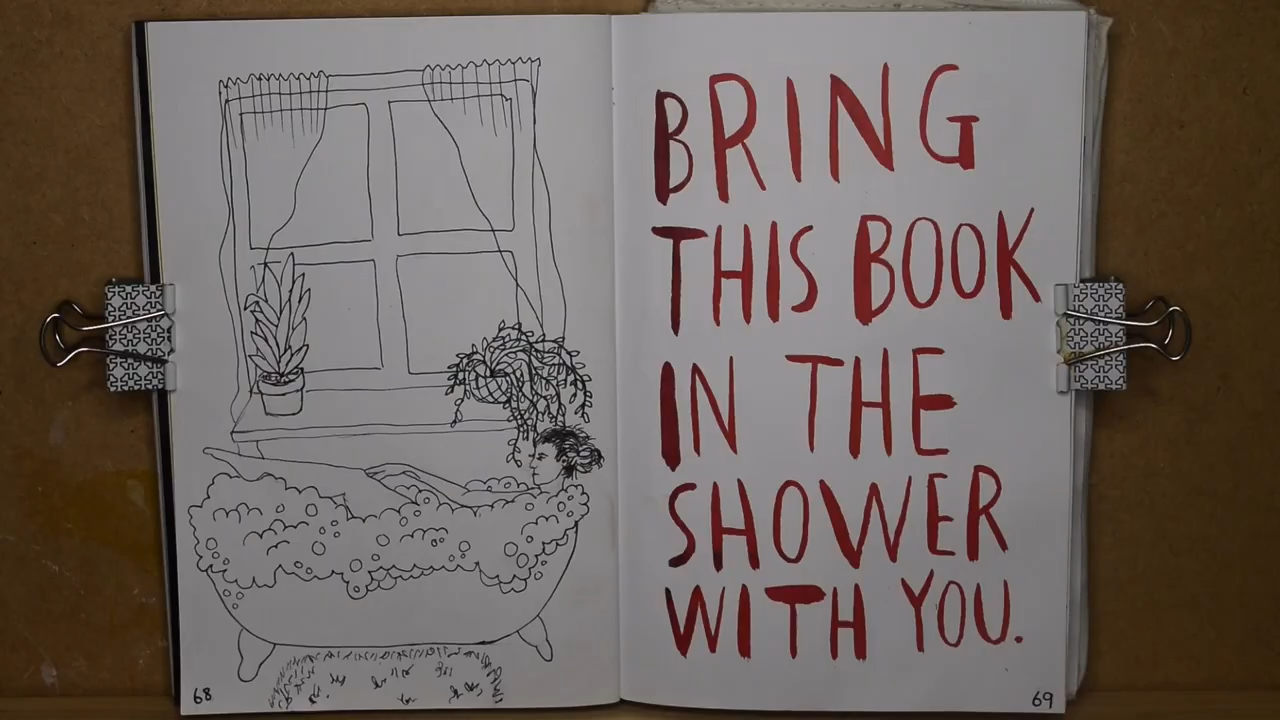 BRING
THIS BOOK
IN THE
SHOWER
WITH YOU.
68
69